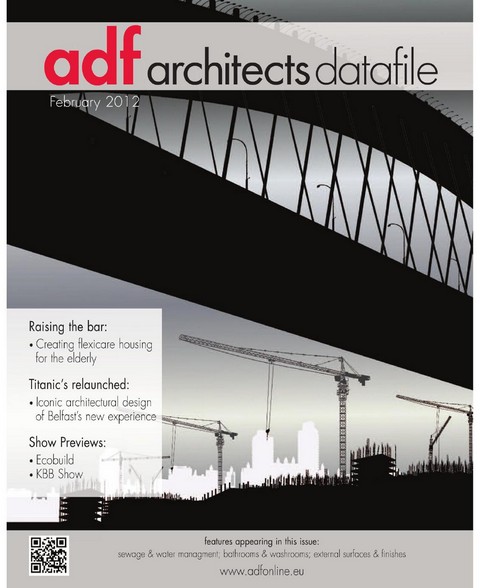 adf architects datafile
February 2012
Raising the bar:
• Creating flexicare housing
for the elderly
Titanic's relaunched:
• Iconic architectural design
of Belfast's new experience
Show Previews:
• Ecobuild
• KBB Show
features appearing in this issue:
sewage & water managment; bathrooms & washrooms; external surfaces & finishes
www.adfonline.eu